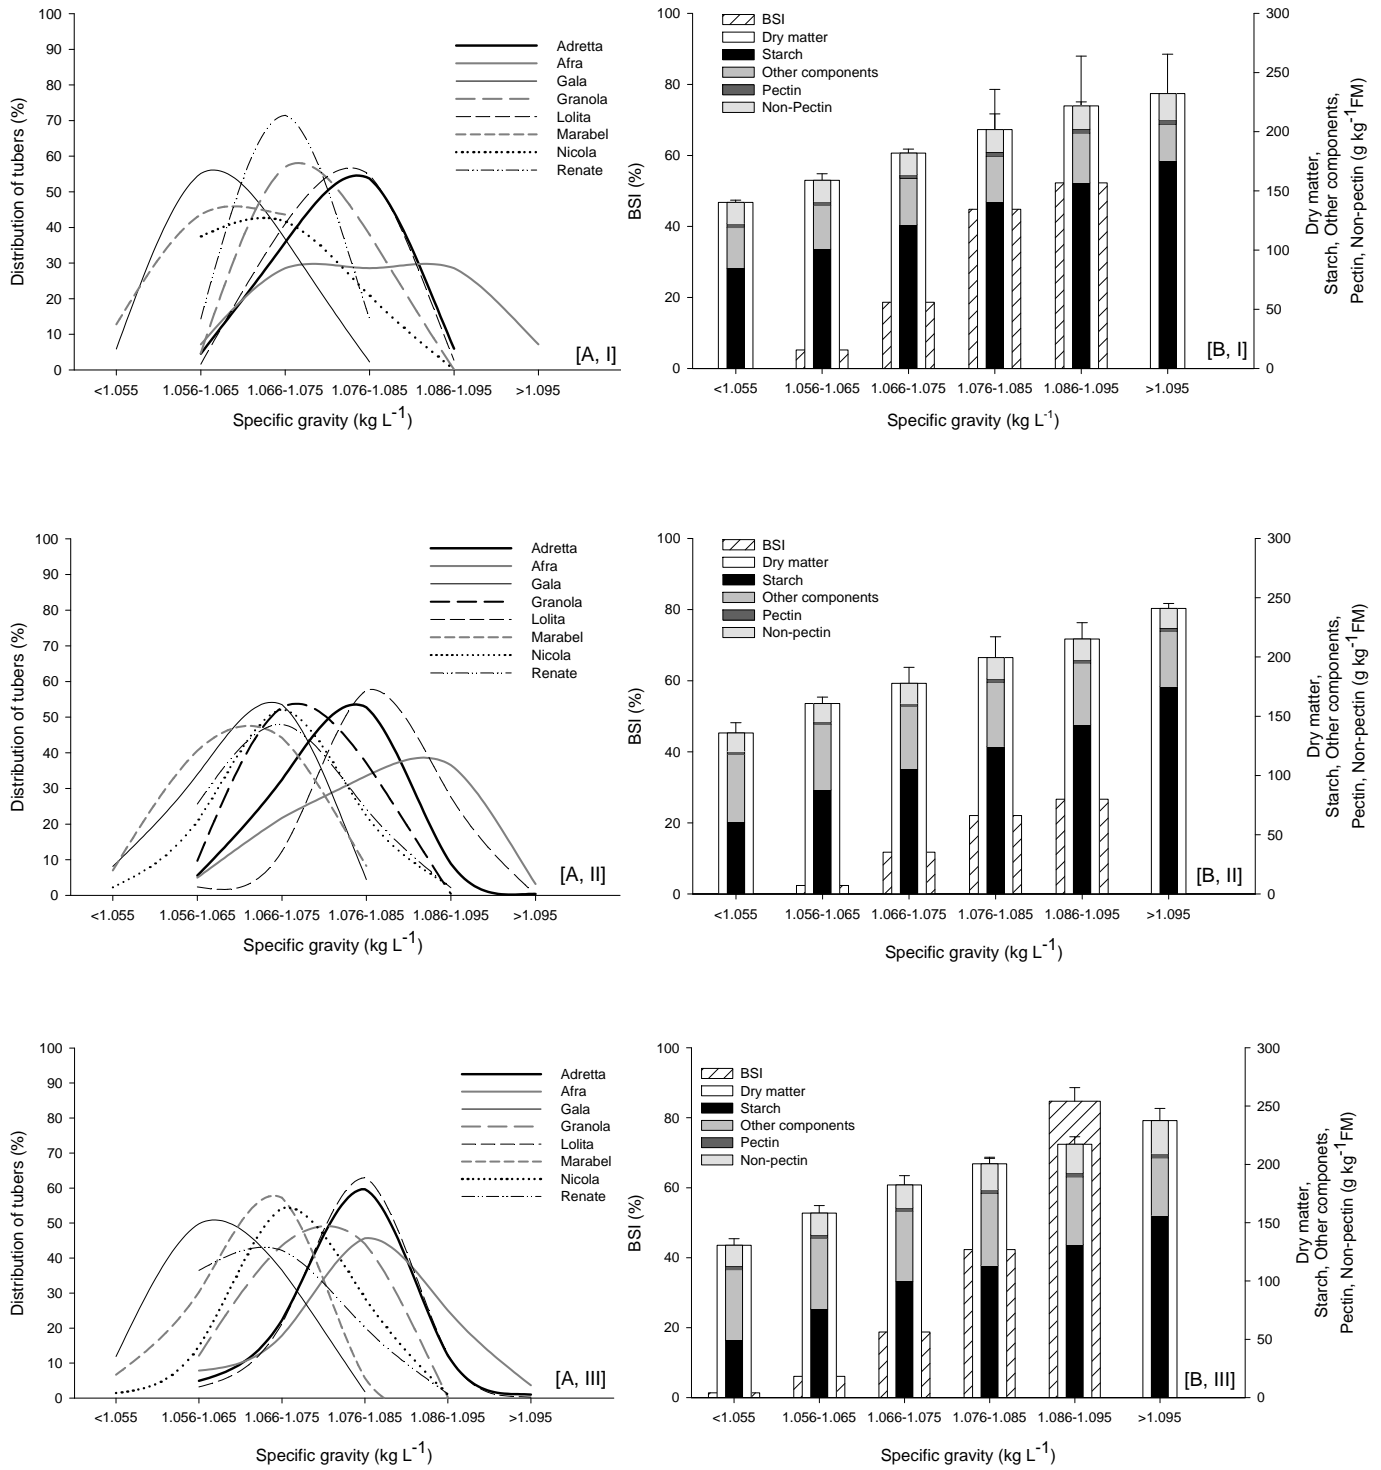 100
90
80
70
60
50
40
30
20
10
0
Distribution of tubers (%)
Adretta
Afra
Gala
Granola
Lolita
Marabel
Nicola
Renate
[A, I]
<1.055 1.056-1.065 1.066-1.075 1.076-1.085 1.086-1.095 >1.095
Specific gravity (kg L-1)
100
80
60
40
20
0
BSI (%)
BSI
Dry matter
Starch
Other components
Pectin
Non-Pectin
300
250
200
150
100
50
0
Dry matter,
Starch, Other components,
Pectin, Non-pectin (g kg-1FM)
[B, I]
<1.055 1.056-1.065 1.066-1.075 1.076-1.085 1.086-1.095 >1.095
Specific gravity (kg L-1)
100
90
80
70
60
50
40
30
20
10
0
Distribution of tubers (%)
Adretta
Afra
Gala
Granola
Lolita
Marabel
Nicola
Renate
[A, II]
<1.055 1.056-1.065 1.066-1.075 1.076-1.085 1.086-1.095 >1.095
Specific gravity (kg L-1)
100
80
60
40
20
0
BSI (%)
BSI
Dry matter
Starch
Other components
Pectin
Non-pectin
300
250
200
150
100
50
0
Dry matter,
Starch, Other components,
Pectin, Non-pectin (g kg-1FM)
[B, II]
<1.055 1.056-1.065 1.066-1.075 1.076-1.085 1.086-1.095 >1.095
Specific gravity (kg L-1)
100
90
80
70
60
50
40
30
20
10
0
Distribution of tubers (%)
Adretta
Afra
Gala
Granola
Lolita
Marabel
Nicola
Renate
[A, III]
<1.055 1.056-1.065 1.066-1.075 1.076-1.085 1.086-1.095 >1.095
Specific gravity (kg L-1)
100
80
60
40
20
0
BSI (%)
BSI
Dry matter
Starch
Other components
Pectin
Non-pectin
300
250
200
150
100
50
0
Dry matter,
Starch, Other componets,
Pectin, Non-pectin (g kg-1FM)
[B, III]
<1.055 1.056-1.065 1.066-1.075 1.076-1.085 1.086-1.095 >1.095
Specific gravity (kg L-1)